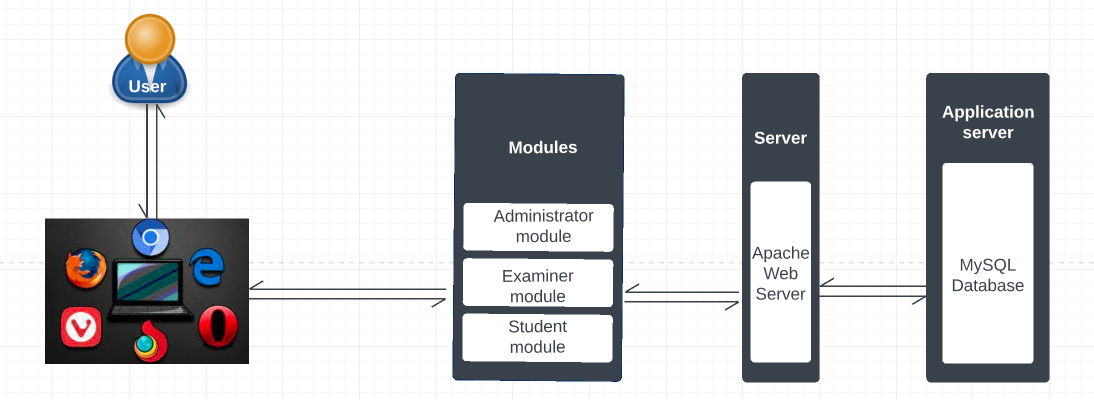 User
Modules
Administrator
module
Examiner
module
Student
module
Server
Apache
Web
Server
Application
server
MySQL
Database